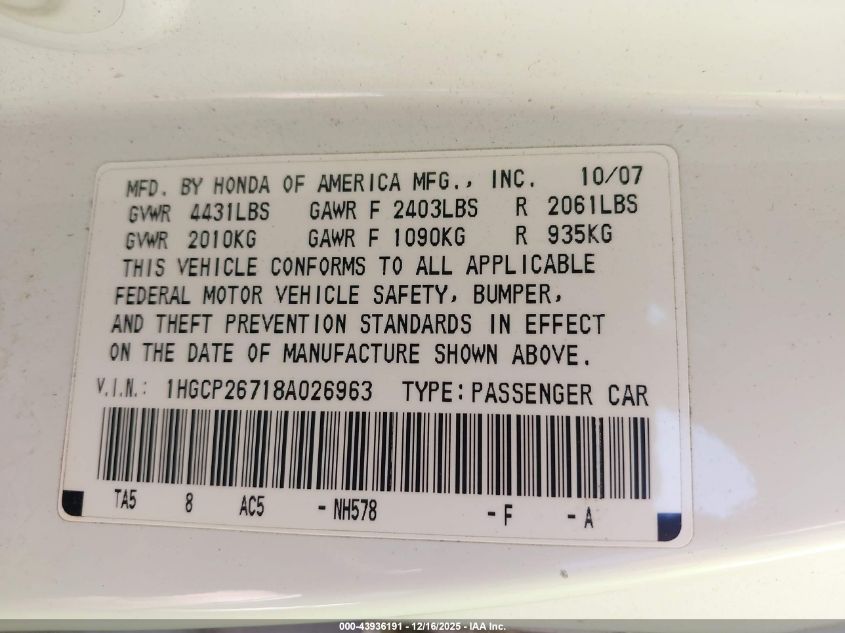 MFD. BY HONDA OF AMERICA MFG., INC. 10/07
GVWR 4431LBS GAWR F 2403LBS R 2061LBS
GVWR 2010KG GAWR F 1090KG R 935KG
THIS VEHICLE CONFORMS TO ALL APPLICABLE
FEDERAL MOTOR VEHICLE SAFETY, BUMPER,
AND THEFT PREVENTION STANDARDS IN EFFECT
ON THE DATE OF MANUFACTURE SHOWN ABOVE.
V.I.N.: 1HGCP26718A026963 TYPE: PASSENGER CAR
TA5 8 AC5 - NH578 - F - A
000-43936191 - 12/16/2025 - IAA Inc.